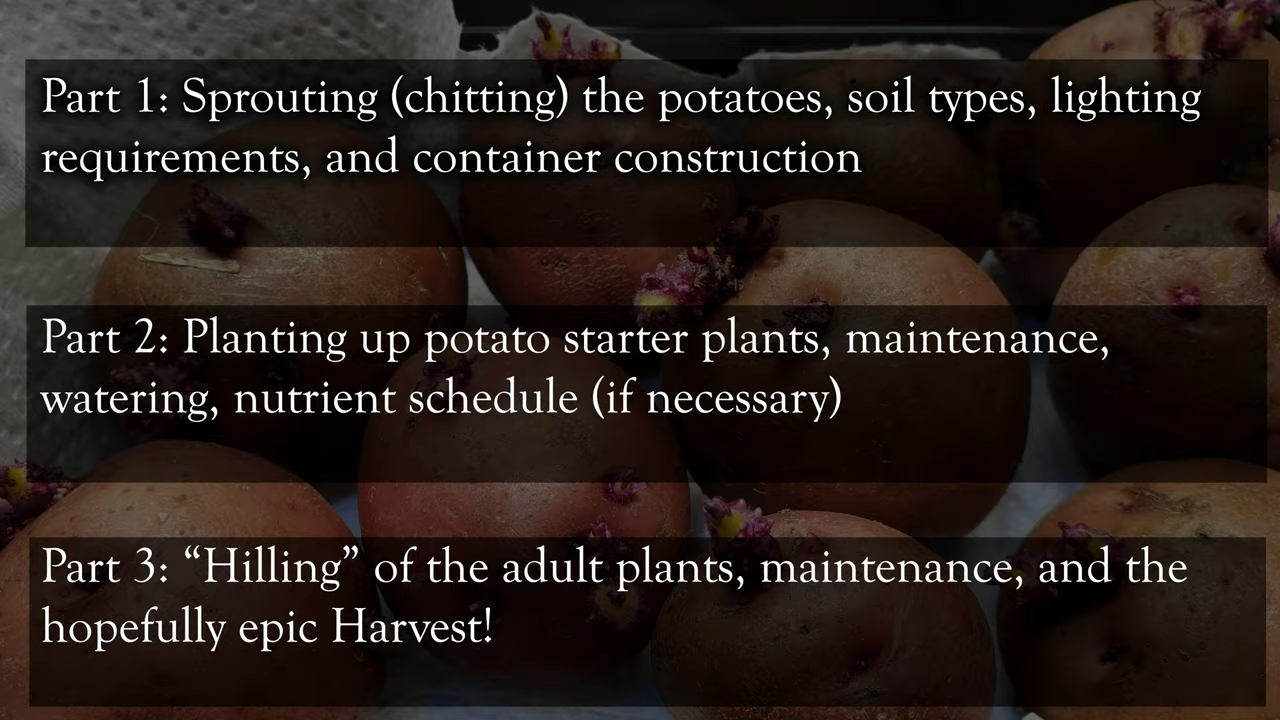 Part 1: Sprouting (chitting) the potatoes, soil types, lighting
requirements, and container construction
Part 2: Planting up potato starter plants, maintenance,
watering, nutrient schedule (if necessary)
Part 3: “Hilling” of the adult plants, maintenance, and the
hopefully epic Harvest!